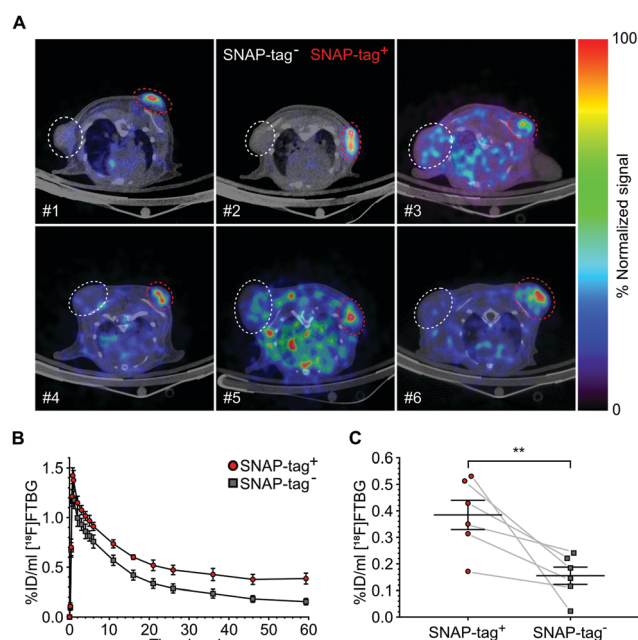 A
SNAP-tag⁻ SNAP-tag⁺
#1 #2 #3
#4 #5 #6
100
% Normalized signal
0
B
SNAP-tag⁺
SNAP-tag⁻
%ID/ml [¹⁸F]FTBG
1.5
1.0
0.5
0.0
0 10 20 30 40 50 60
C
**
%ID/ml [¹⁸F]FTBG
0.6
0.5
0.4
0.3
0.2
0.1
0.0
SNAP-tag⁺ SNAP-tag⁻